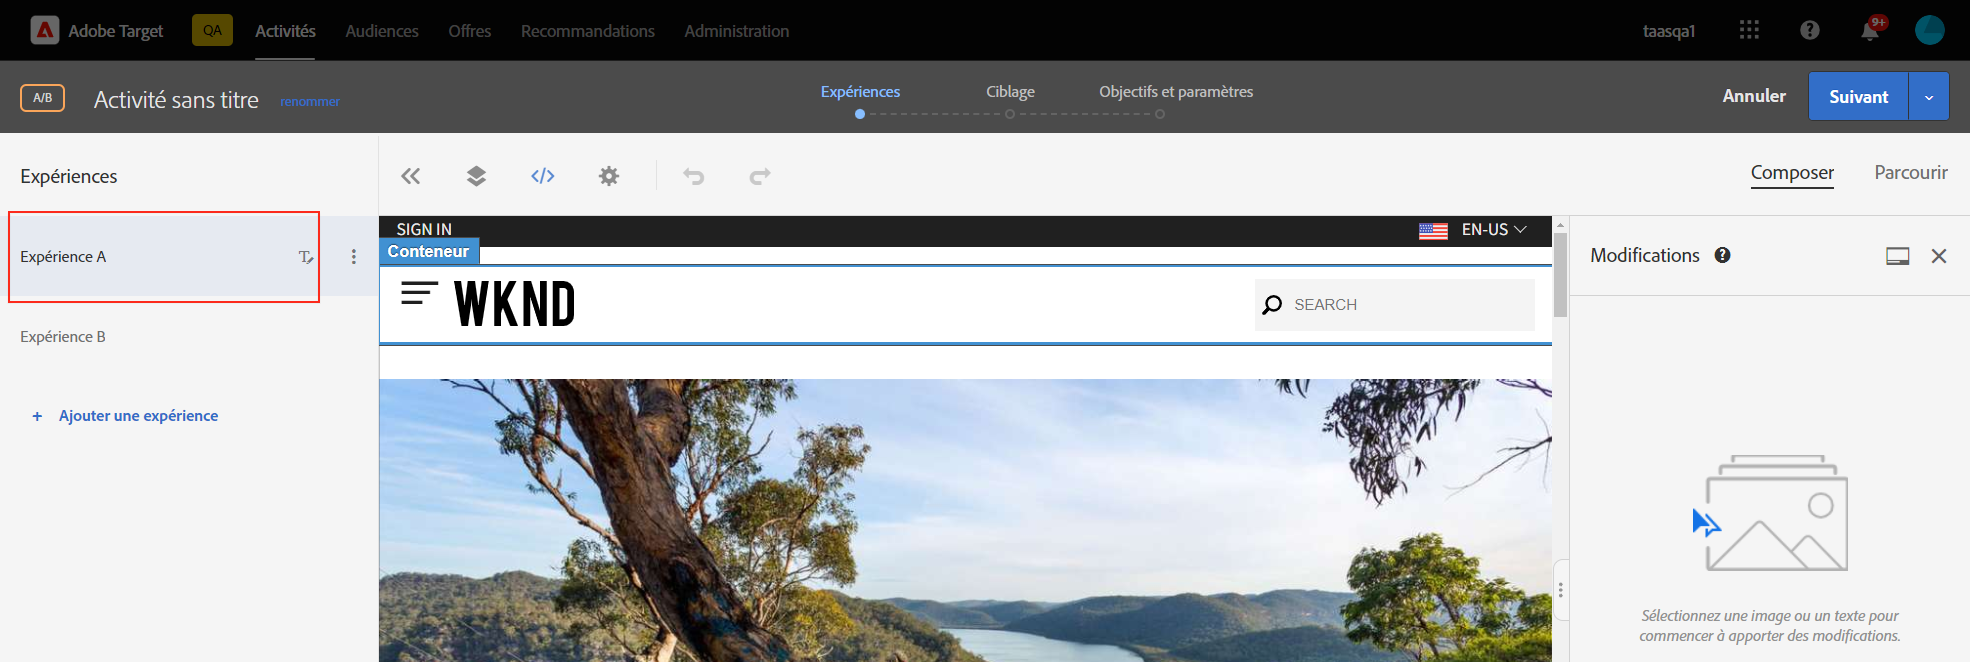 Adobe Target QA Activités Audiences Offres Recommandations Administration taasqa1 9+
A/B Activité sans titre renommer Expériences Ciblage Objectifs et paramètres Annuler Suivant
Expériences Composer Parcourir
SIGN IN EN-US
Conteneur
Modifications
Expérience A
WKND SEARCH
Expérience B
+ Ajouter une expérience
Sélectionnez une image ou un texte pour
commencer à apporter des modifications.